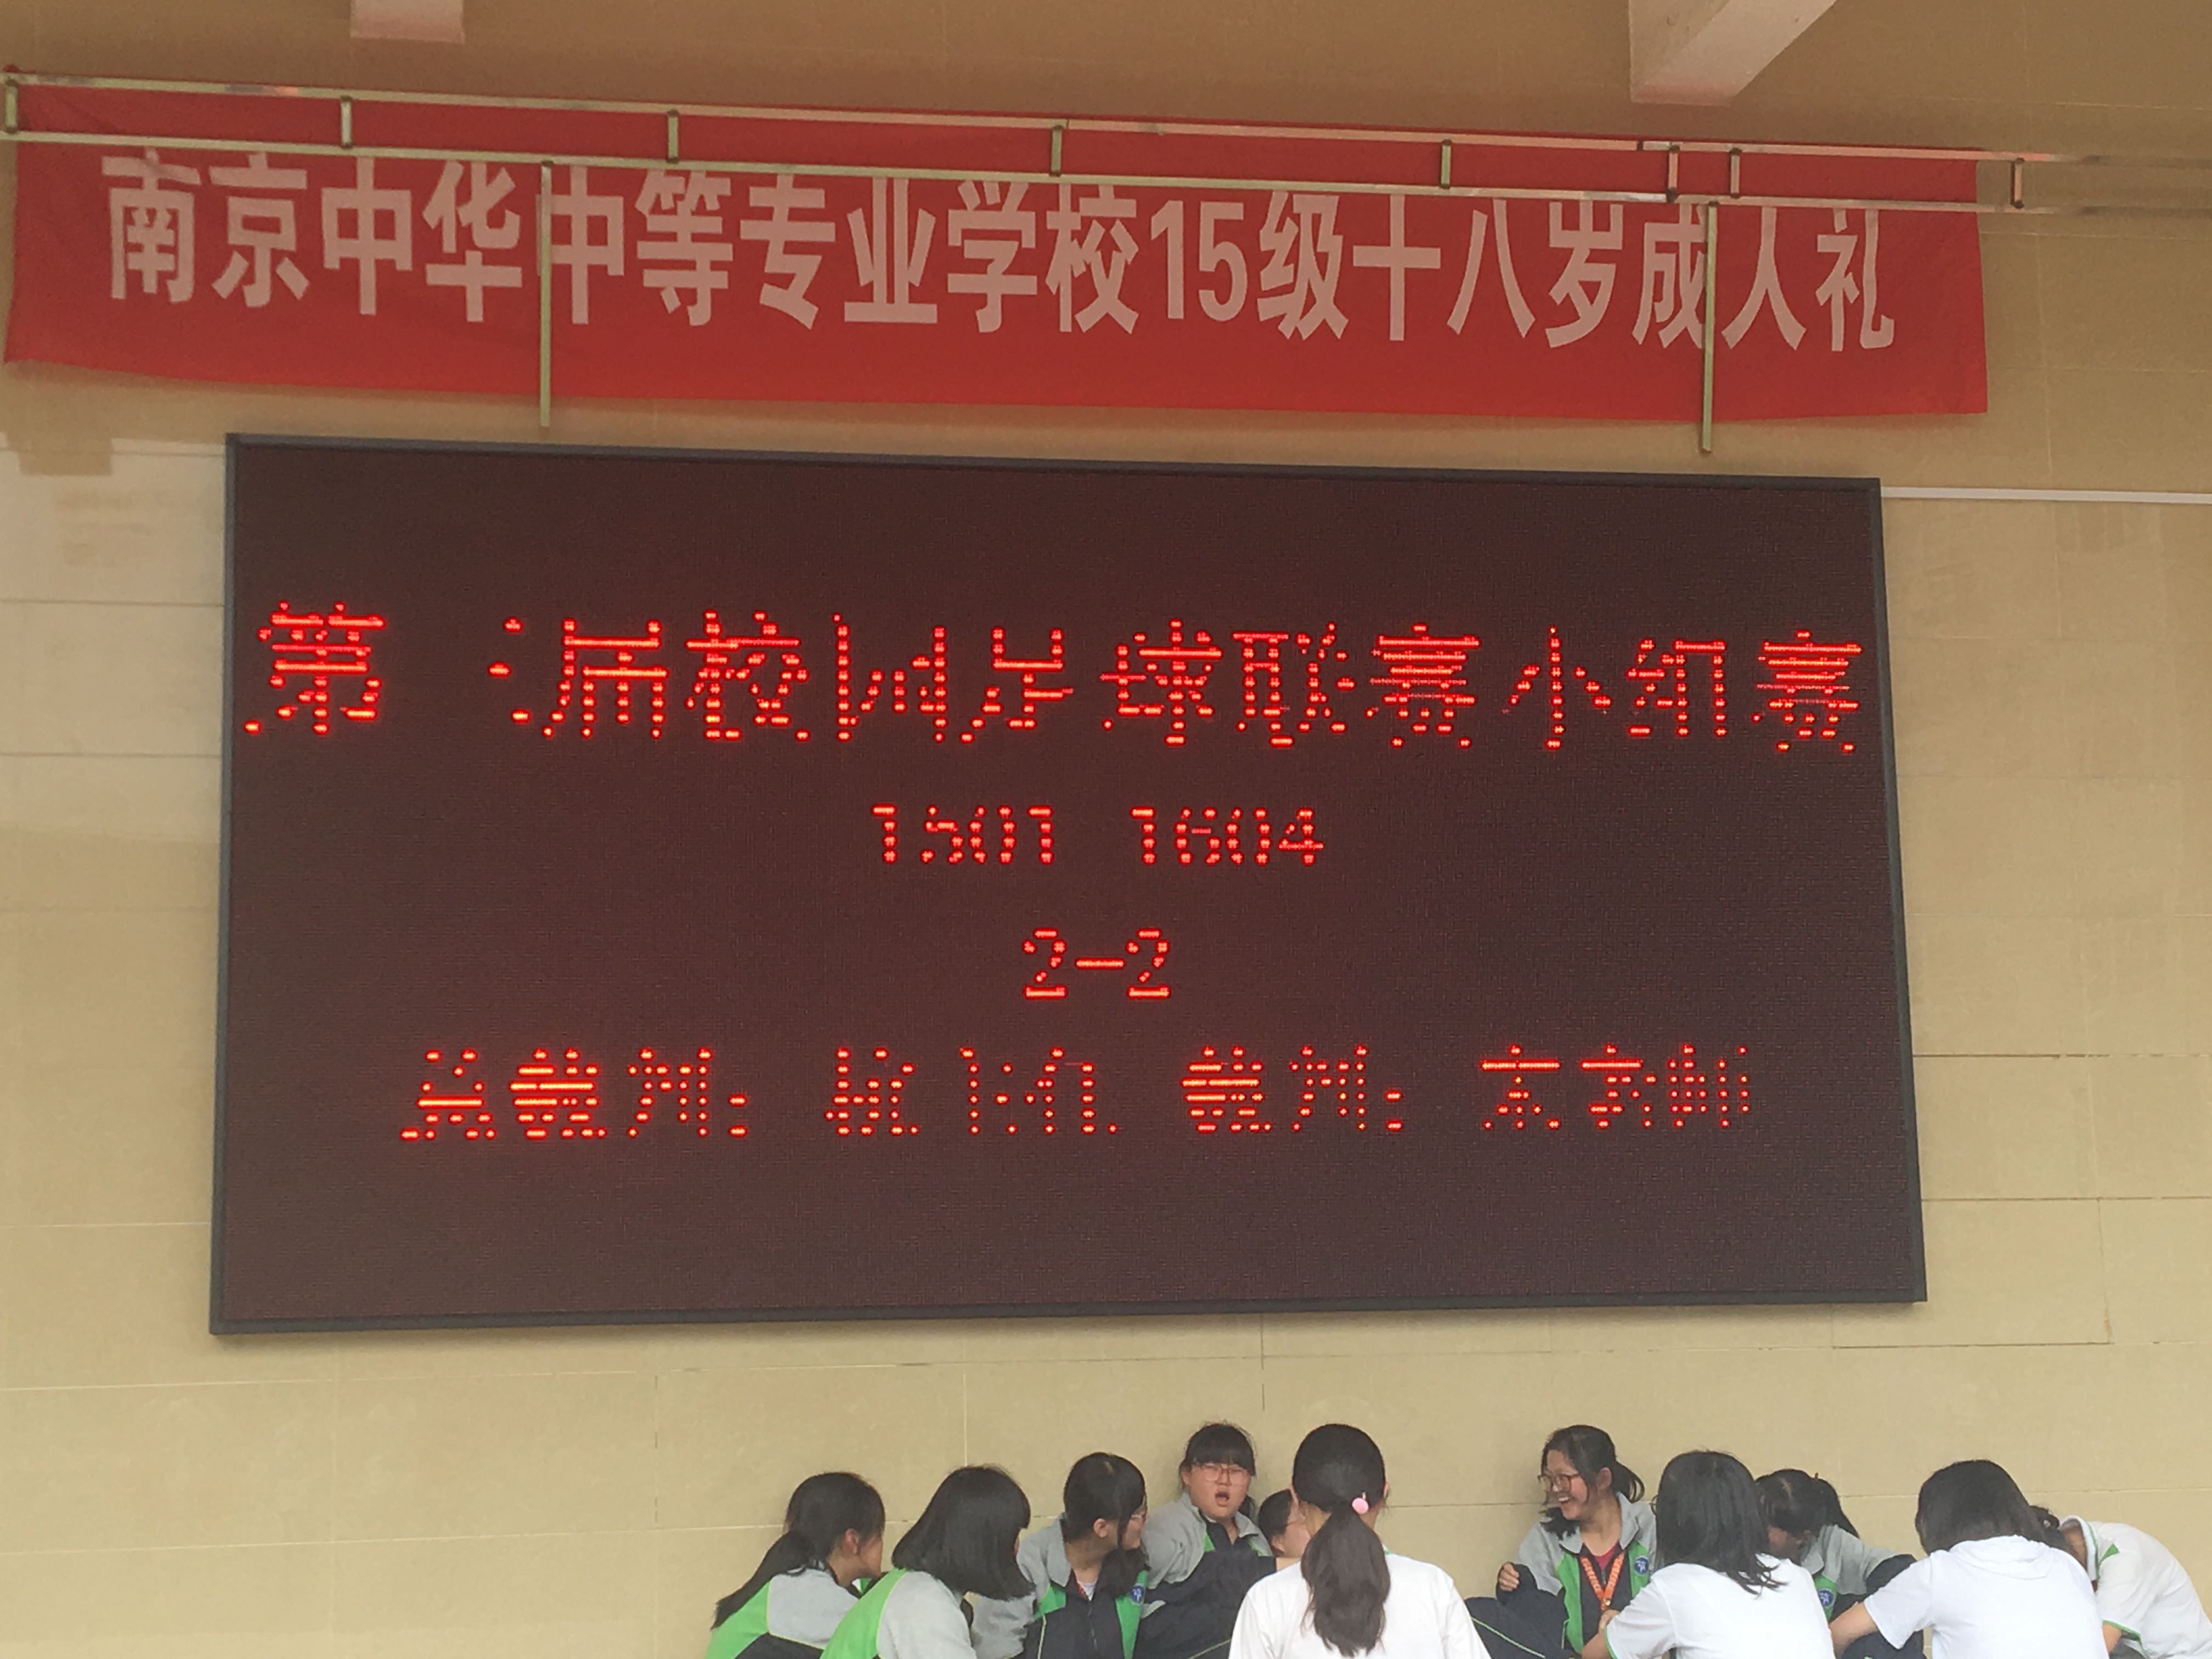 南京中华中等专业学校15级十八岁成人礼
第 届校园足球联赛小组赛
1501 1604
2-2
总裁判: 裁判: